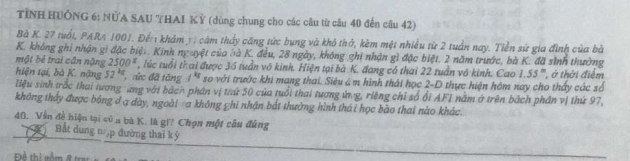 TÌNH HUỐNG 6: NỬA SAU THAI KỲ (dùng chung cho các câu từ câu 40 đến câu 42)
Bà K. 27 tuổi, PARA 1001. Đến khám vì cảm thấy căng tức bụng và khó thở, kèm mệt nhiều từ 2 tuần nay. Tiền sử gia đình của bà
K. không ghi nhận gì đặc biệt. Kinh nguyệt của bà K. đều, 28 ngày, không ghi nhận gì đặc biệt. 2 năm trước, bà K. đã sinh thường
một bé trai cân nặng 2500 g, lúc tuổi thai được 36 tuần vô kinh. Hiện tại bà K. đang có thai 22 tuần vô kinh. Cao 1.55 m, ở thời điểm
hiện tại, bà K. nặng 52 kg, tức đã tăng 4 kg so với trước khi mang thai. Siêu âm hình thái học 2-D thực hiện hôm nay cho thấy các số
liệu sinh trắc thai tương ứng với bách phân vị thứ 50 của tuổi thai tương ứng, riêng chỉ số ối AFI nằm ở trên bách phân vị thứ 97,
không thấy được bóng dạ dày, ngoài ra không ghi nhận bất thường hình thái học bào thai nào khác.
40. Vấn đề hiện tại của bà K. là gì? Chọn một câu đúng
Bất dung nạp đường thai kỳ
Đề thi gồm